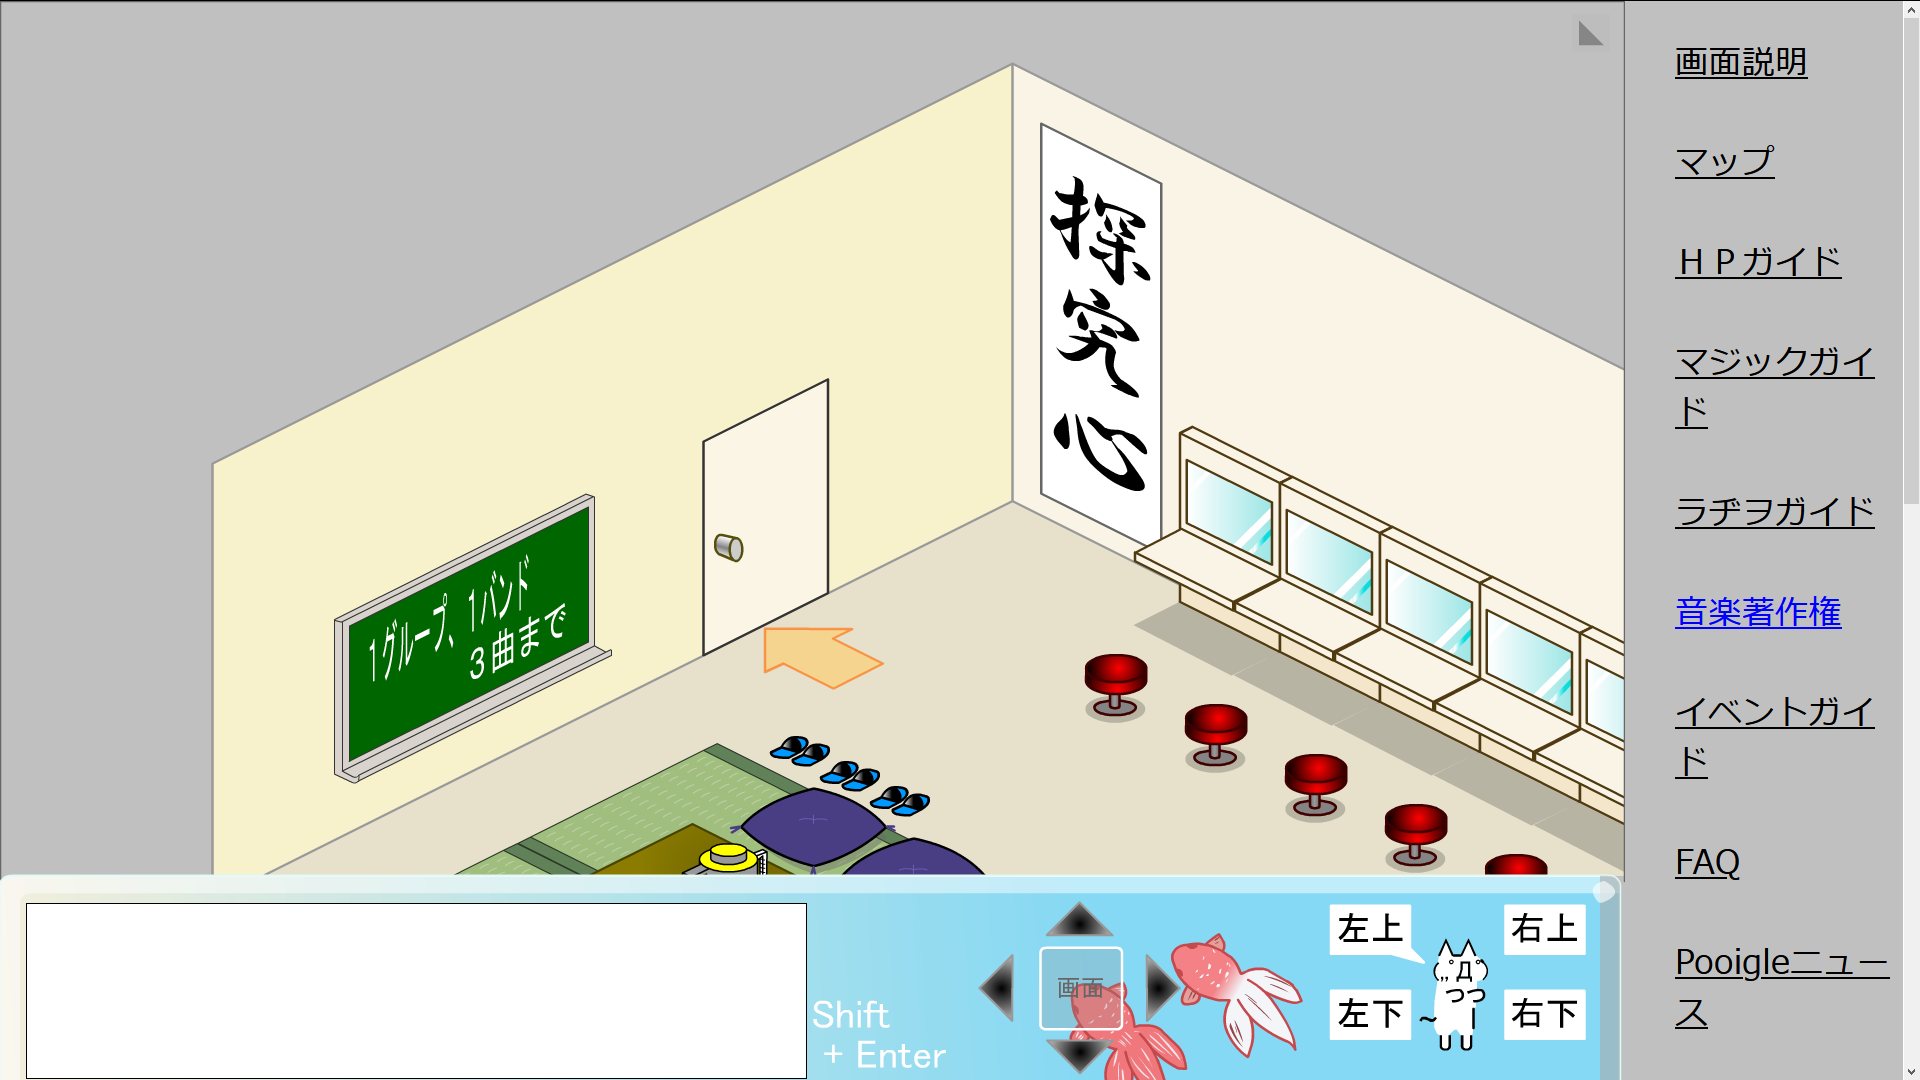 探究心
1グループ、1バンド
3曲まで
画面説明
マップ
HPガイド
マジックガイ
ド
ラヂヲガイド
音楽著作権
イベントガイ
ド
FAQ
Pooigleニュー
ス
Shift
+ Enter
画面
左上
右上
左下
右下